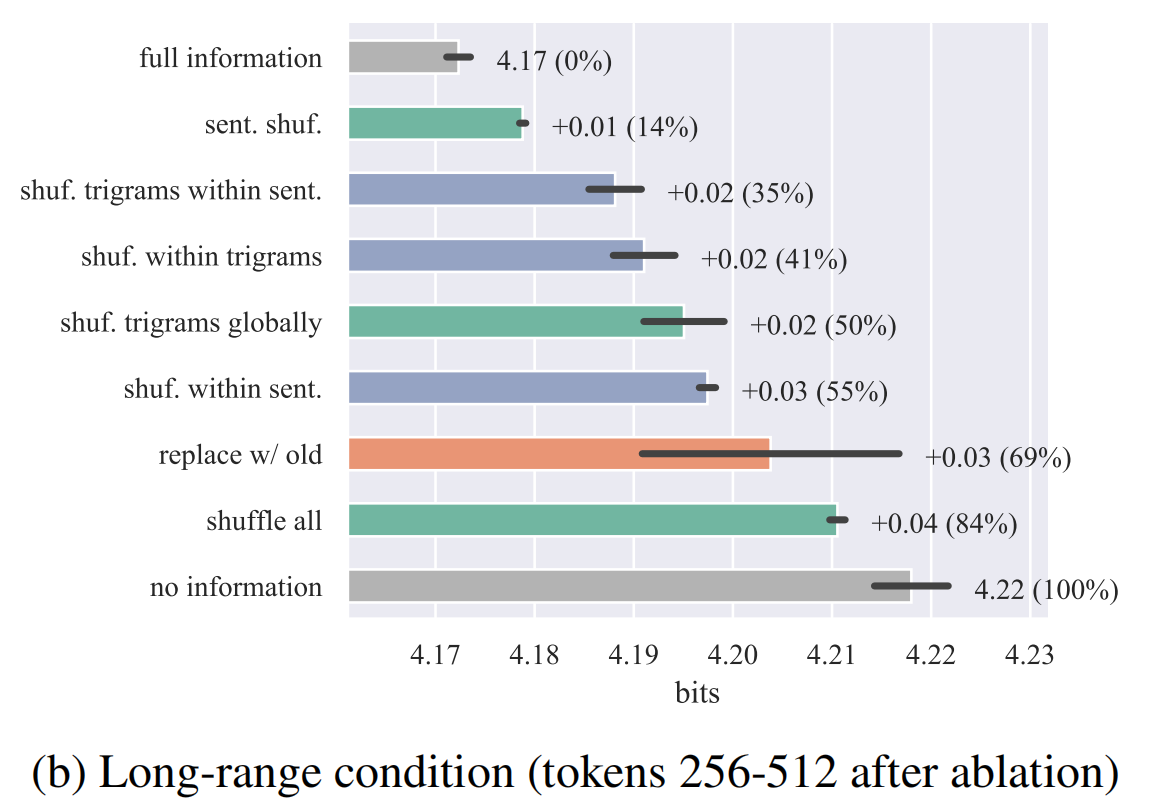 full information 4.17 (0%)
sent. shuf. +0.01 (14%)
shuf. trigrams within sent. +0.02 (35%)
shuf. within trigrams +0.02 (41%)
shuf. trigrams globally +0.02 (50%)
shuf. within sent. +0.03 (55%)
replace w/ old +0.03 (69%)
shuffle all +0.04 (84%)
no information 4.22 (100%)
4.17 4.18 4.19 4.20 4.21 4.22 4.23
bits
(b) Long-range condition (tokens 256-512 after ablation)